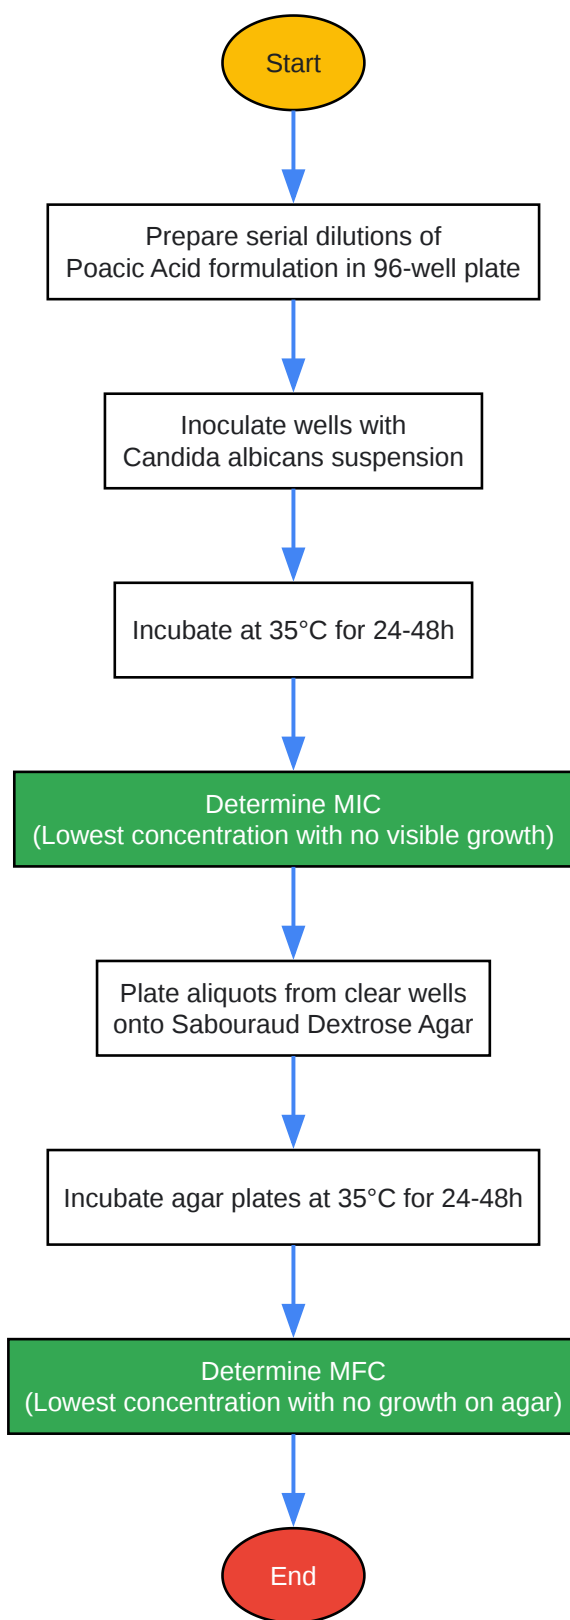 Start
Prepare serial dilutions of
Poacic Acid formulation in 96-well plate
Inoculate wells with
Candida albicans suspension
Incubate at 35°C for 24-48h
Determine MIC
(Lowest concentration with no visible growth)
Plate aliquots from clear wells
onto Sabouraud Dextrose Agar
Incubate agar plates at 35°C for 24-48h
Determine MFC
(Lowest concentration with no growth on agar)
End